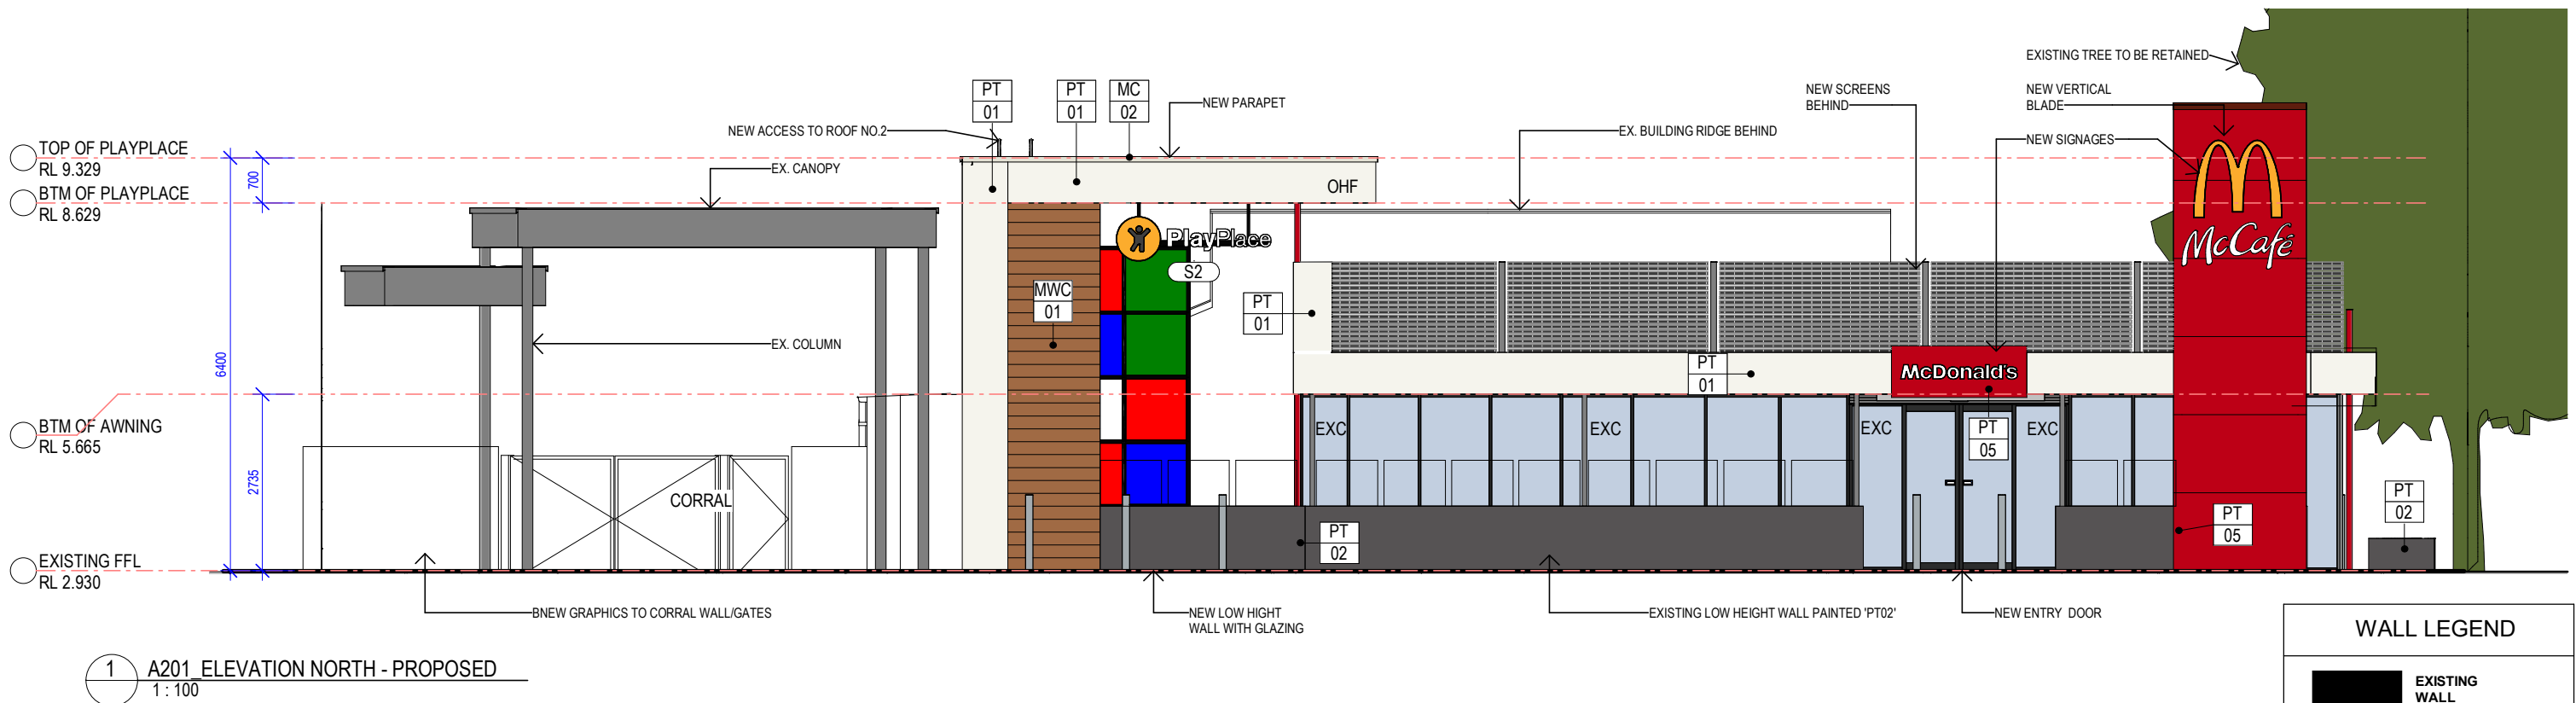 EXISTING TREE TO BE RETAINED
NEW SCREENS
BEHIND
NEW VERTICAL
BLADE
PT
01
PT
01
MC
02
NEW PARAPET
NEW ACCESS TO ROOF NO.2
EX. BUILDING RIDGE BEHIND
NEW SIGNAGES
TOP OF PLAYPLACE
RL 9.329
EX. CANOPY
700
OHF
BTM OF PLAYPLACE
RL 8.629
PlayPlace
McCafé
S2
MWC
01
PT
01
EX. COLUMN
6400
PT
01
McDonald's
BTM OF AWNING
RL 5.665
EXC
EXC
EXC
PT
05
EXC
2735
CORRAL
PT
02
PT
02
PT
05
EXISTING FFL
RL 2.930
BNEW GRAPHICS TO CORRAL WALL/GATES
NEW LOW HIGHT
WALL WITH GLAZING
EXISTING LOW HEIGHT WALL PAINTED 'PT02'
NEW ENTRY DOOR
WALL LEGEND
1
A201_ELEVATION NORTH - PROPOSED
1 : 100
EXISTING
WALL